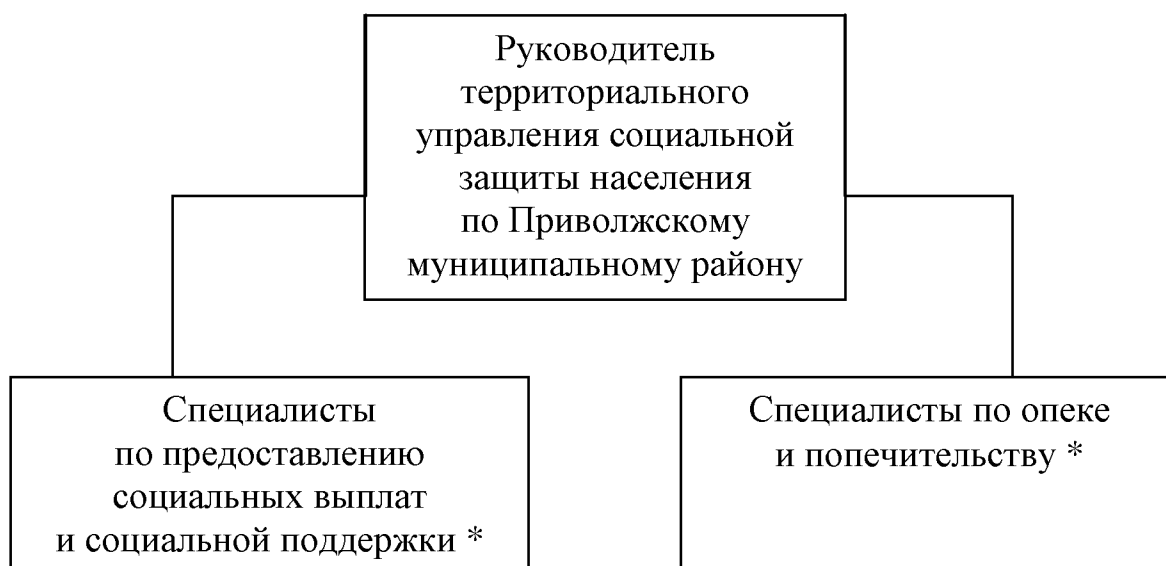 Руководитель
территориального
управления социальной
защиты населения
по Приволжскому
муниципальному району
Специалисты
по предоставлению
социальных выплат
и социальной поддержки *
Специалисты по опеке
и попечительству *